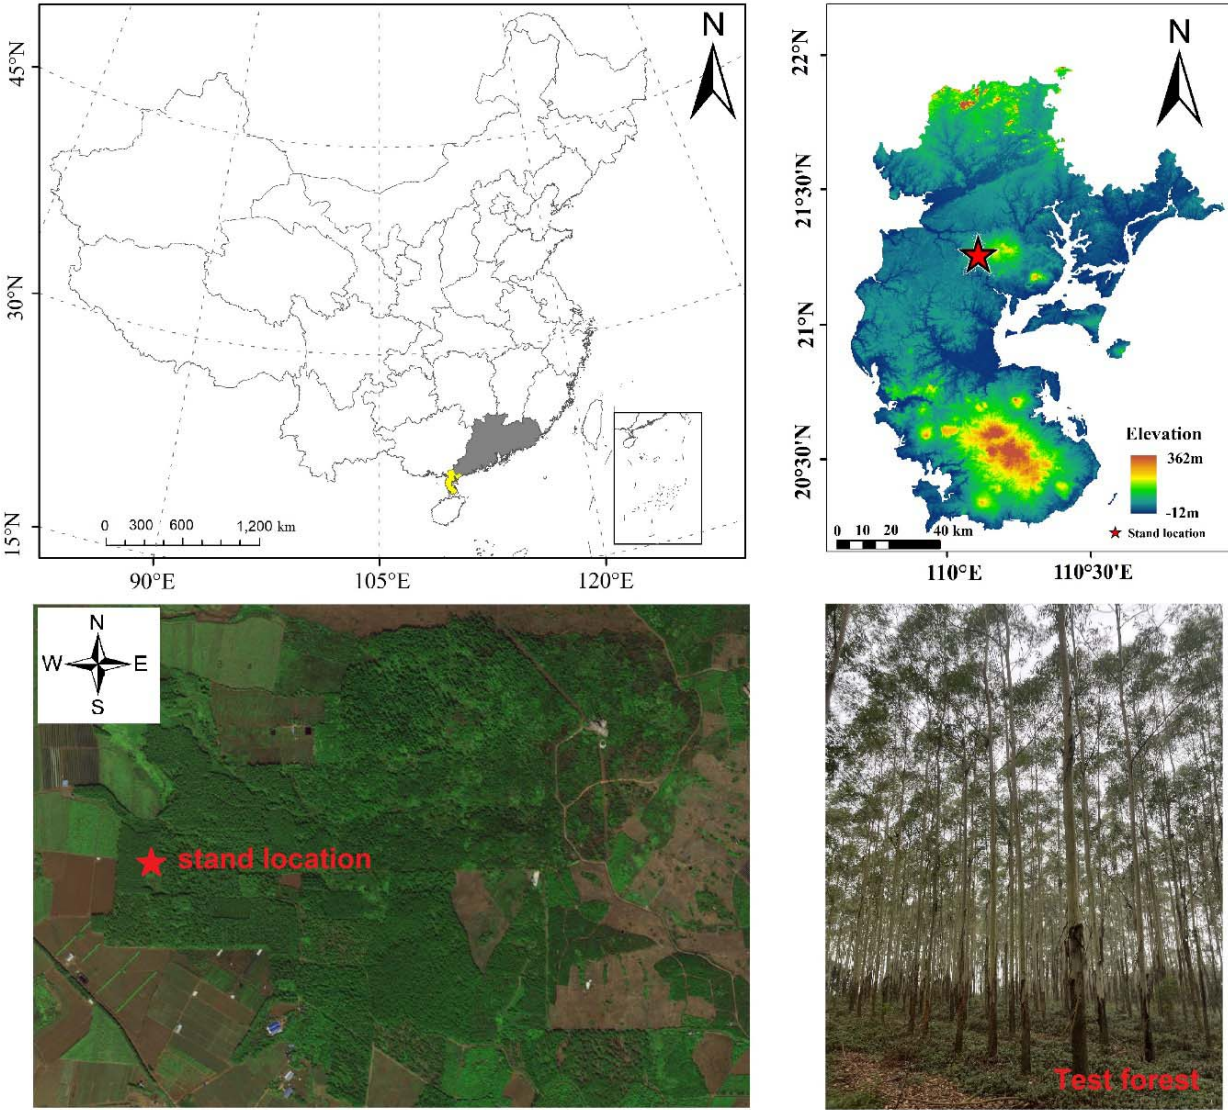 N
45°N
30°N
15°N
0 300 600 1,200 km
90°E
105°E
120°E
N
22°N
21°30'N
21°N
20°30'N
Elevation
362m
-12m
Stand location
0 10 20 40 km
110°E
110°30'E
N
W E
S
stand location
Test forest